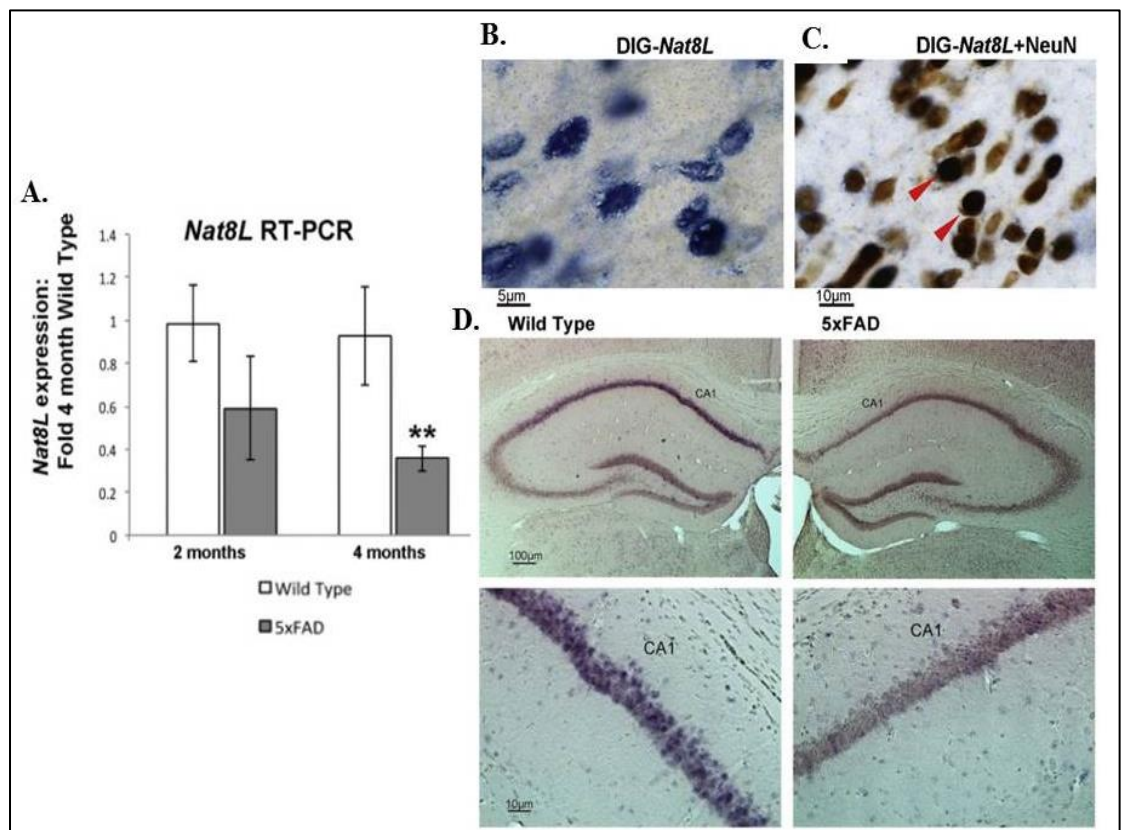 A.
Nat8L RT-PCR
Nat8L expression:
Fold 4 month Wild Type
1.4
1.2
1
0.8
0.6
0.4
0.2
0
**
2 months
4 months
Wild Type
5xFAD
B.
DIG-Nat8L
5µm
C.
DIG-Nat8L+NeuN
10µm
D.
Wild Type
5xFAD
CA1
100µm
CA1
CA1
10µm
CA1